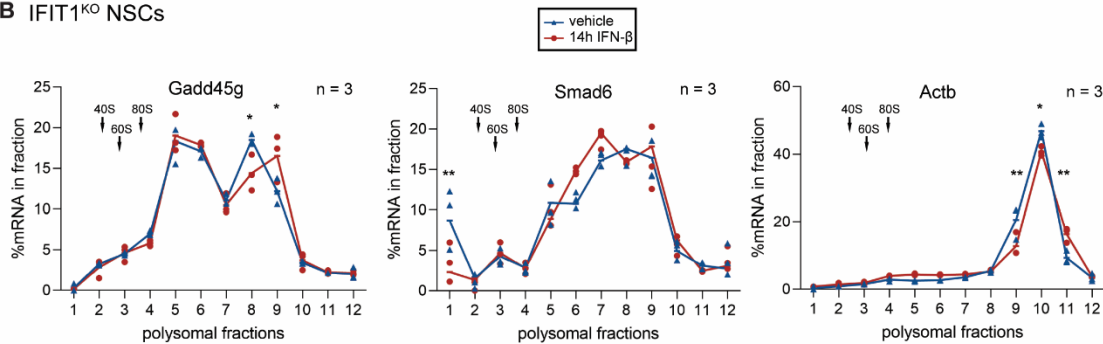 B IFIT1KO NSCs
vehicle
14h IFN-β
Gadd45g
n = 3
%mRNA in fraction
25
20
15
10
5
0
40S
60S
80S
*
*
1 2 3 4 5 6 7 8 9 10 11 12
polysomal fractions
Smad6
n = 3
%mRNA in fraction
25
20
15
10
5
0
40S
60S
80S
**
1 2 3 4 5 6 7 8 9 10 11 12
polysomal fractions
Actb
n = 3
%mRNA in fraction
60
40
20
0
40S
60S
80S
**
*
**
1 2 3 4 5 6 7 8 9 10 11 12
polysomal fractions